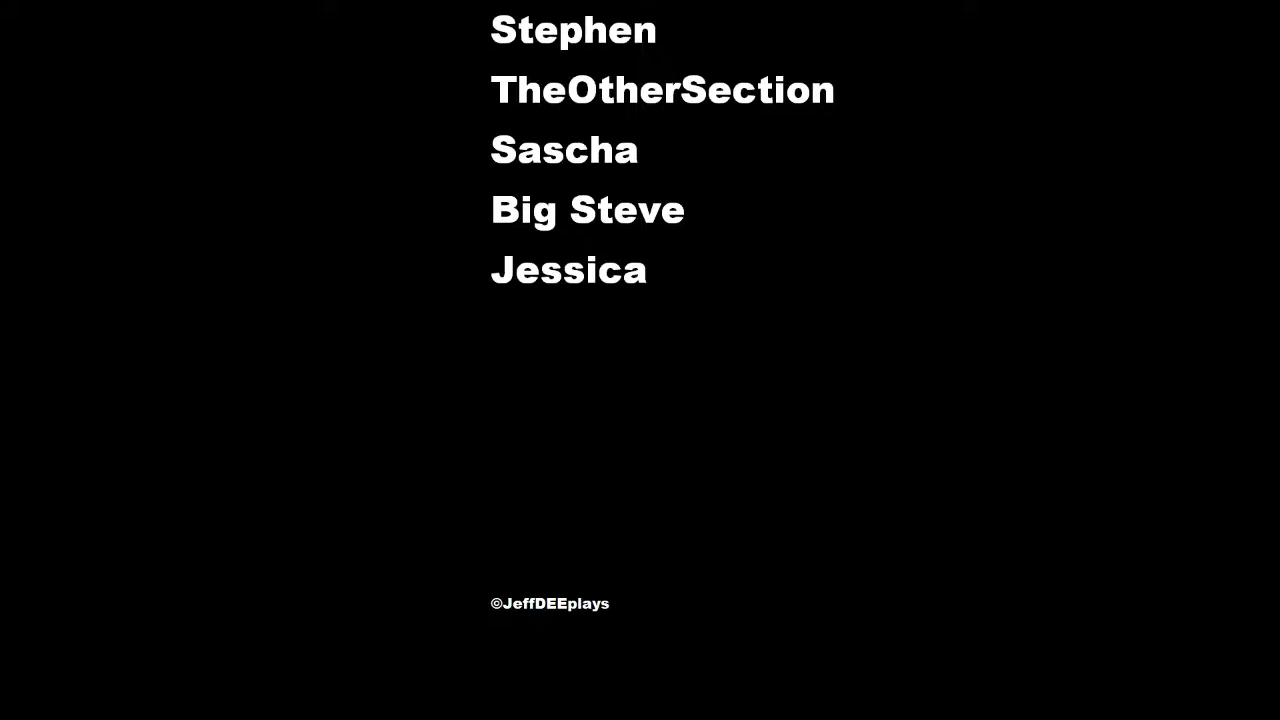 Stephen
TheOtherSection
Sascha
Big Steve
Jessica
©JeffDEEplays